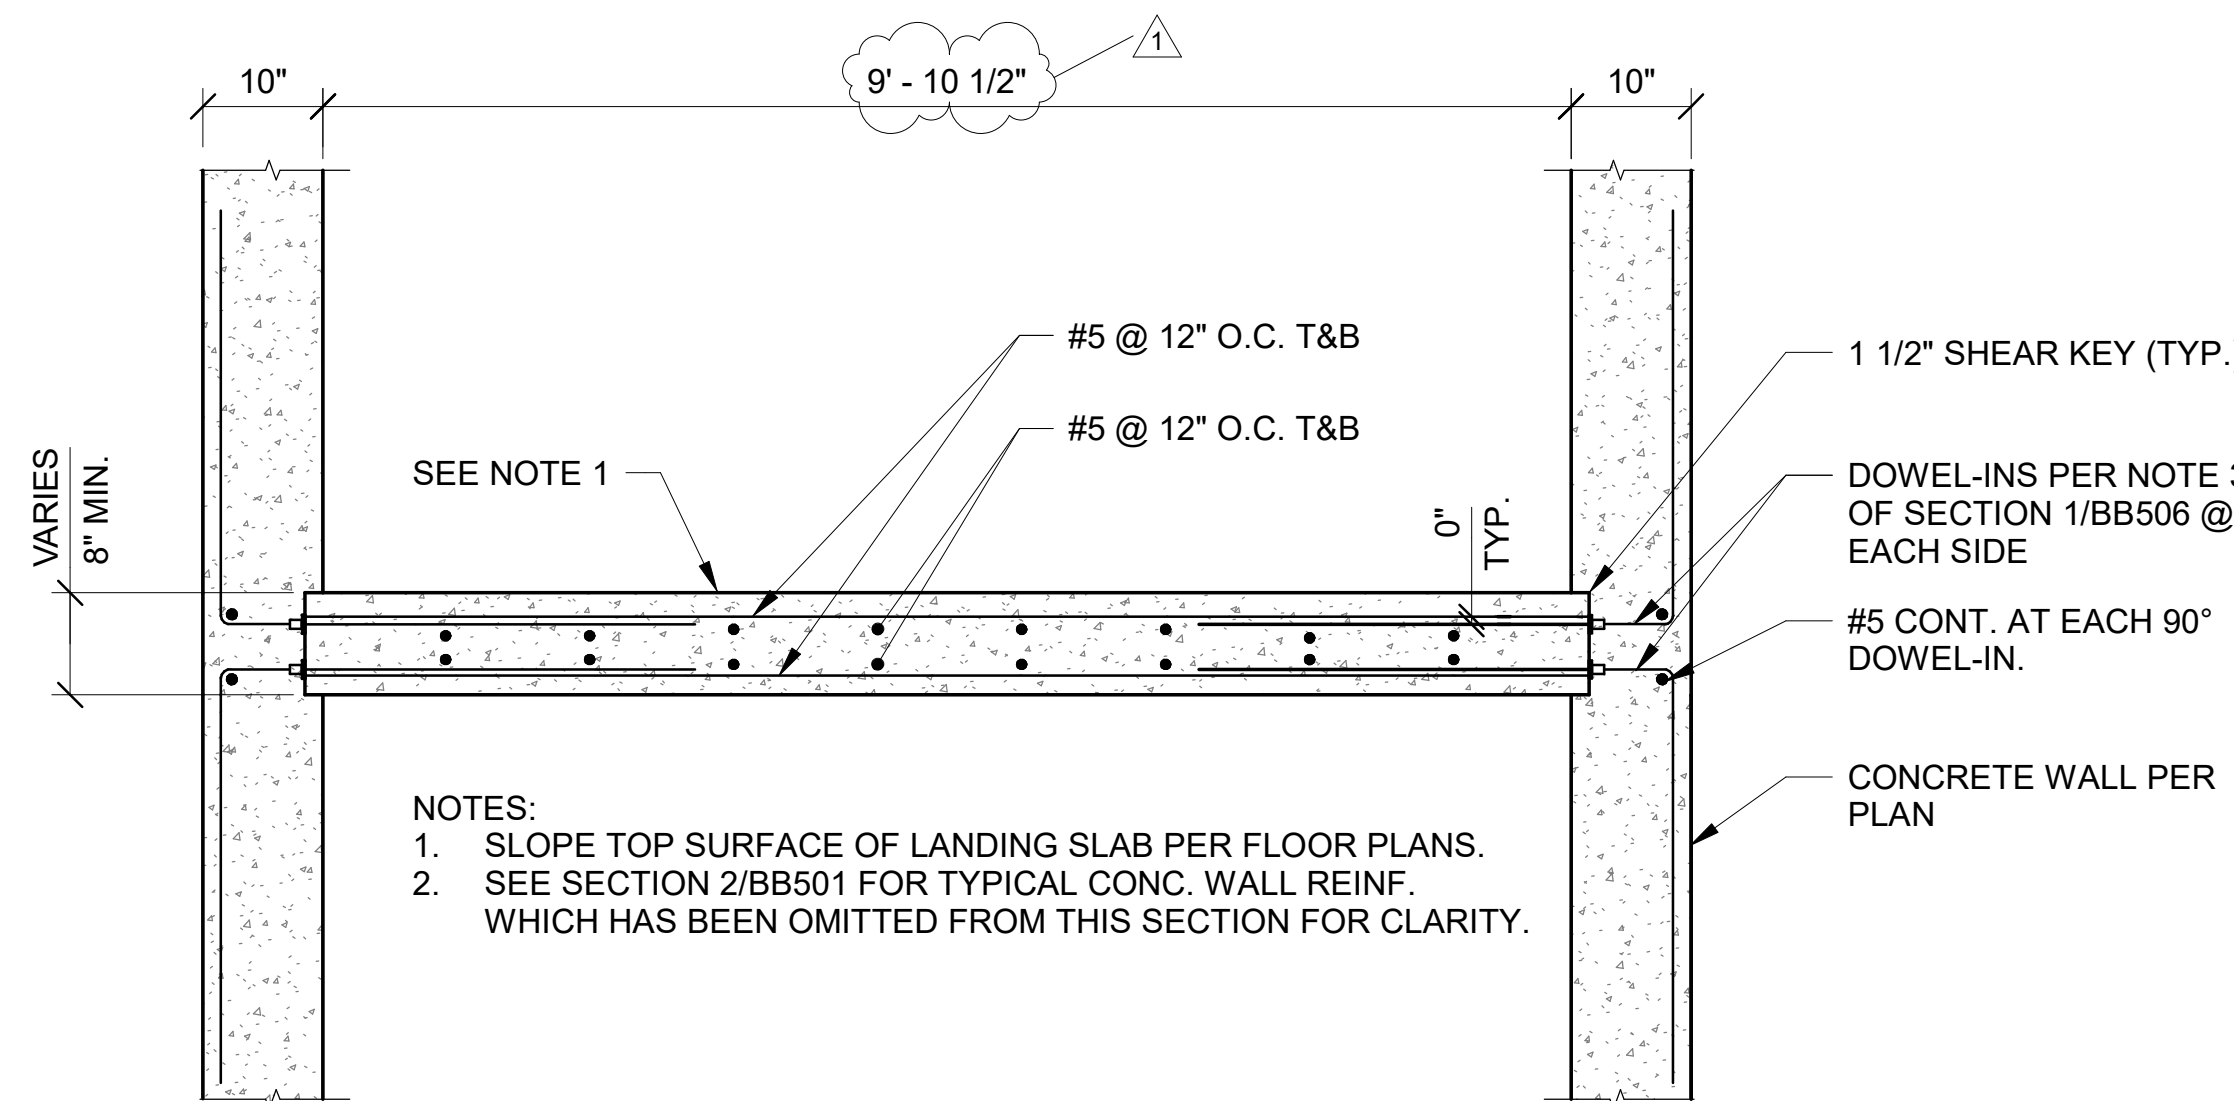 10"
9' - 10 1/2"
1
10"
#5 @ 12" O.C. T&B
1 1/2" SHEAR KEY (TYP.
#5 @ 12" O.C. T&B
VARIES
8" MIN.
SEE NOTE 1
0"
TYP.
DOWEL-INS PER NOTE 3
OF SECTION 1/BB506 @
EACH SIDE
#5 CONT. AT EACH 90°
DOWEL-IN.
CONCRETE WALL PER
PLAN
NOTES:
1. SLOPE TOP SURFACE OF LANDING SLAB PER FLOOR PLANS.
2. SEE SECTION 2/BB501 FOR TYPICAL CONC. WALL REINF.
WHICH HAS BEEN OMITTED FROM THIS SECTION FOR CLARITY.